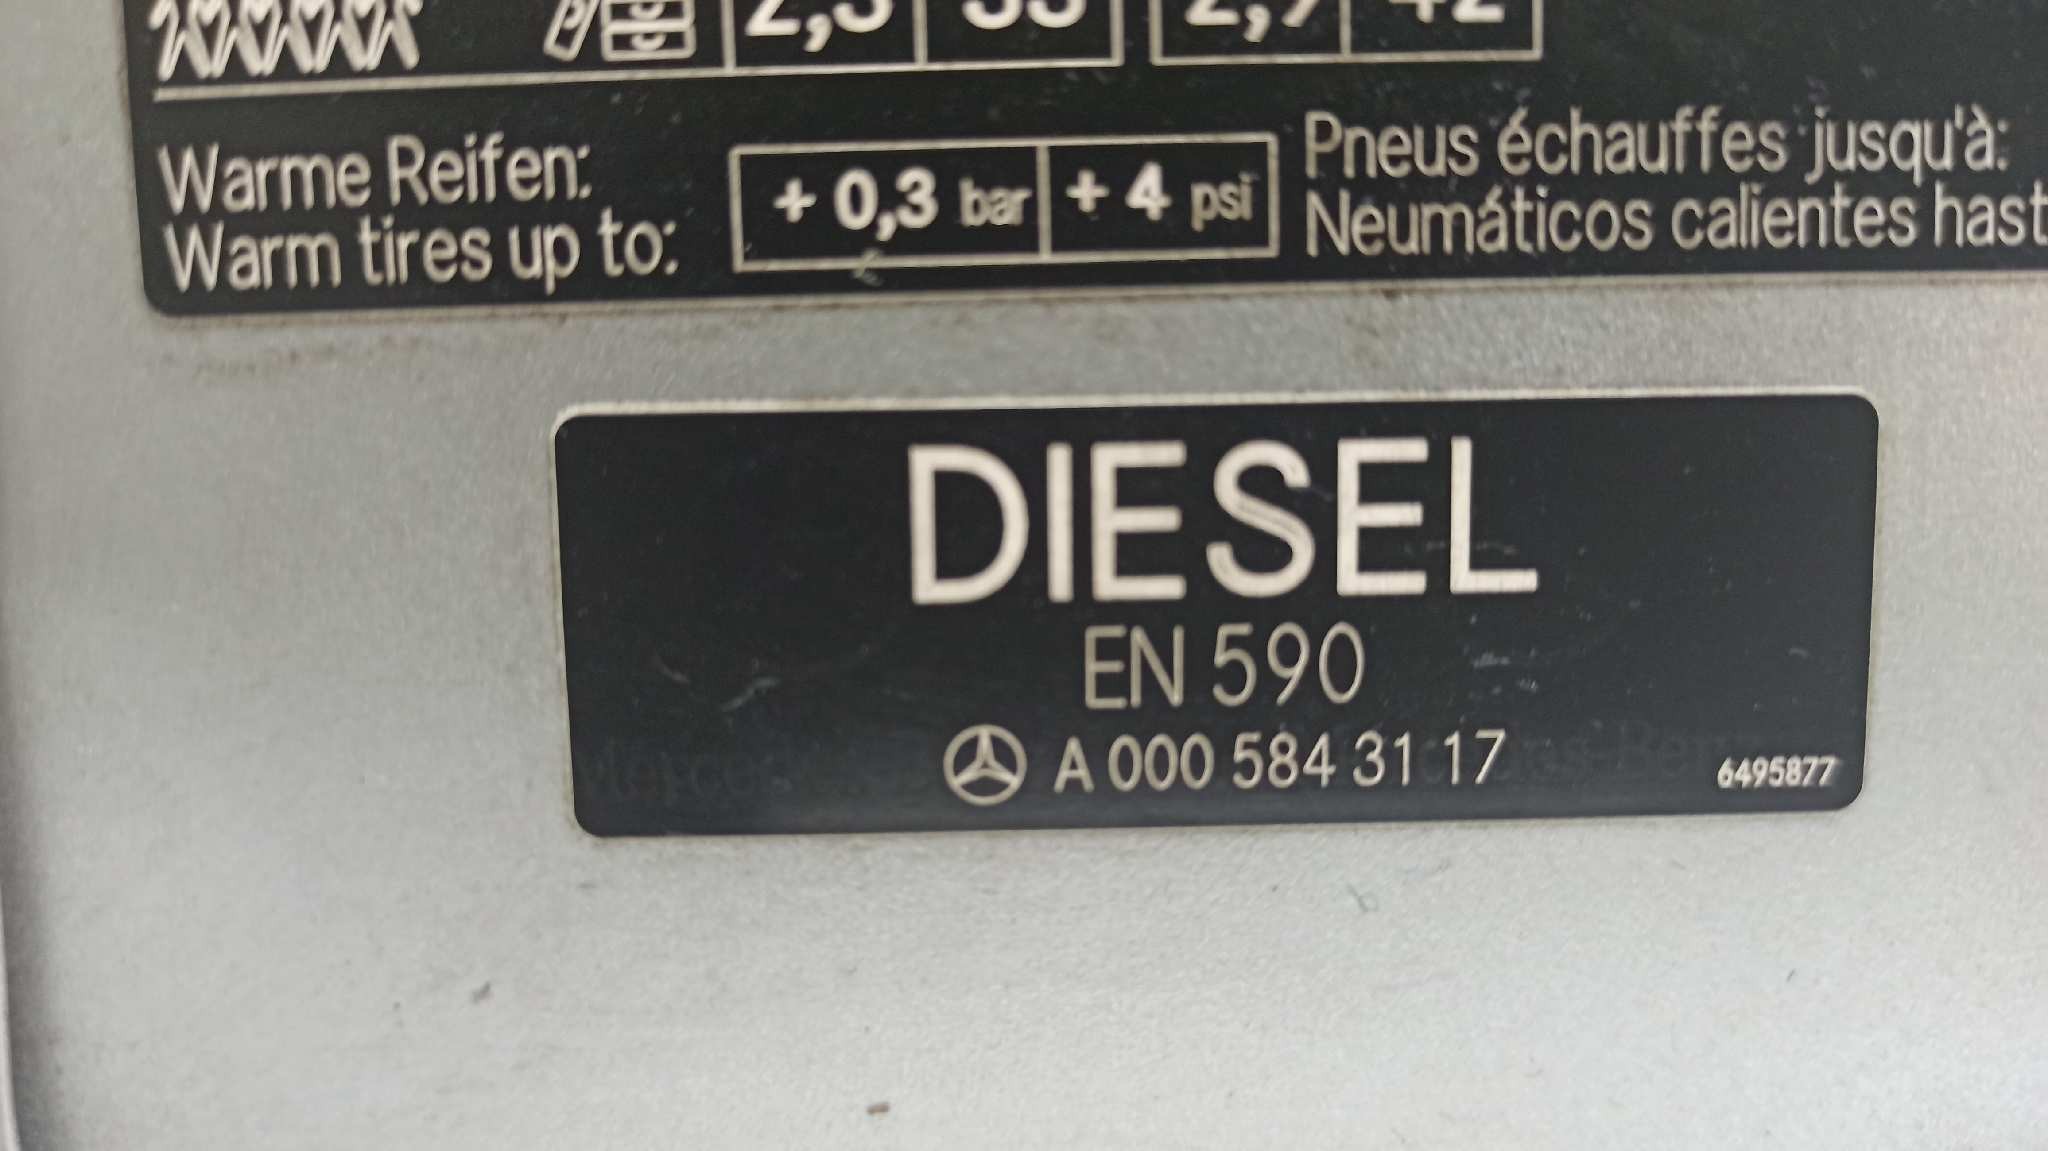 Warme Reifen:
Warm tires up to:
+ 0,3 bar + 4 psi
Pneus échauffes jusqu'à:
Neumáticos calientes hast
DIESEL
EN 590
A 000 584 31 17
6495877